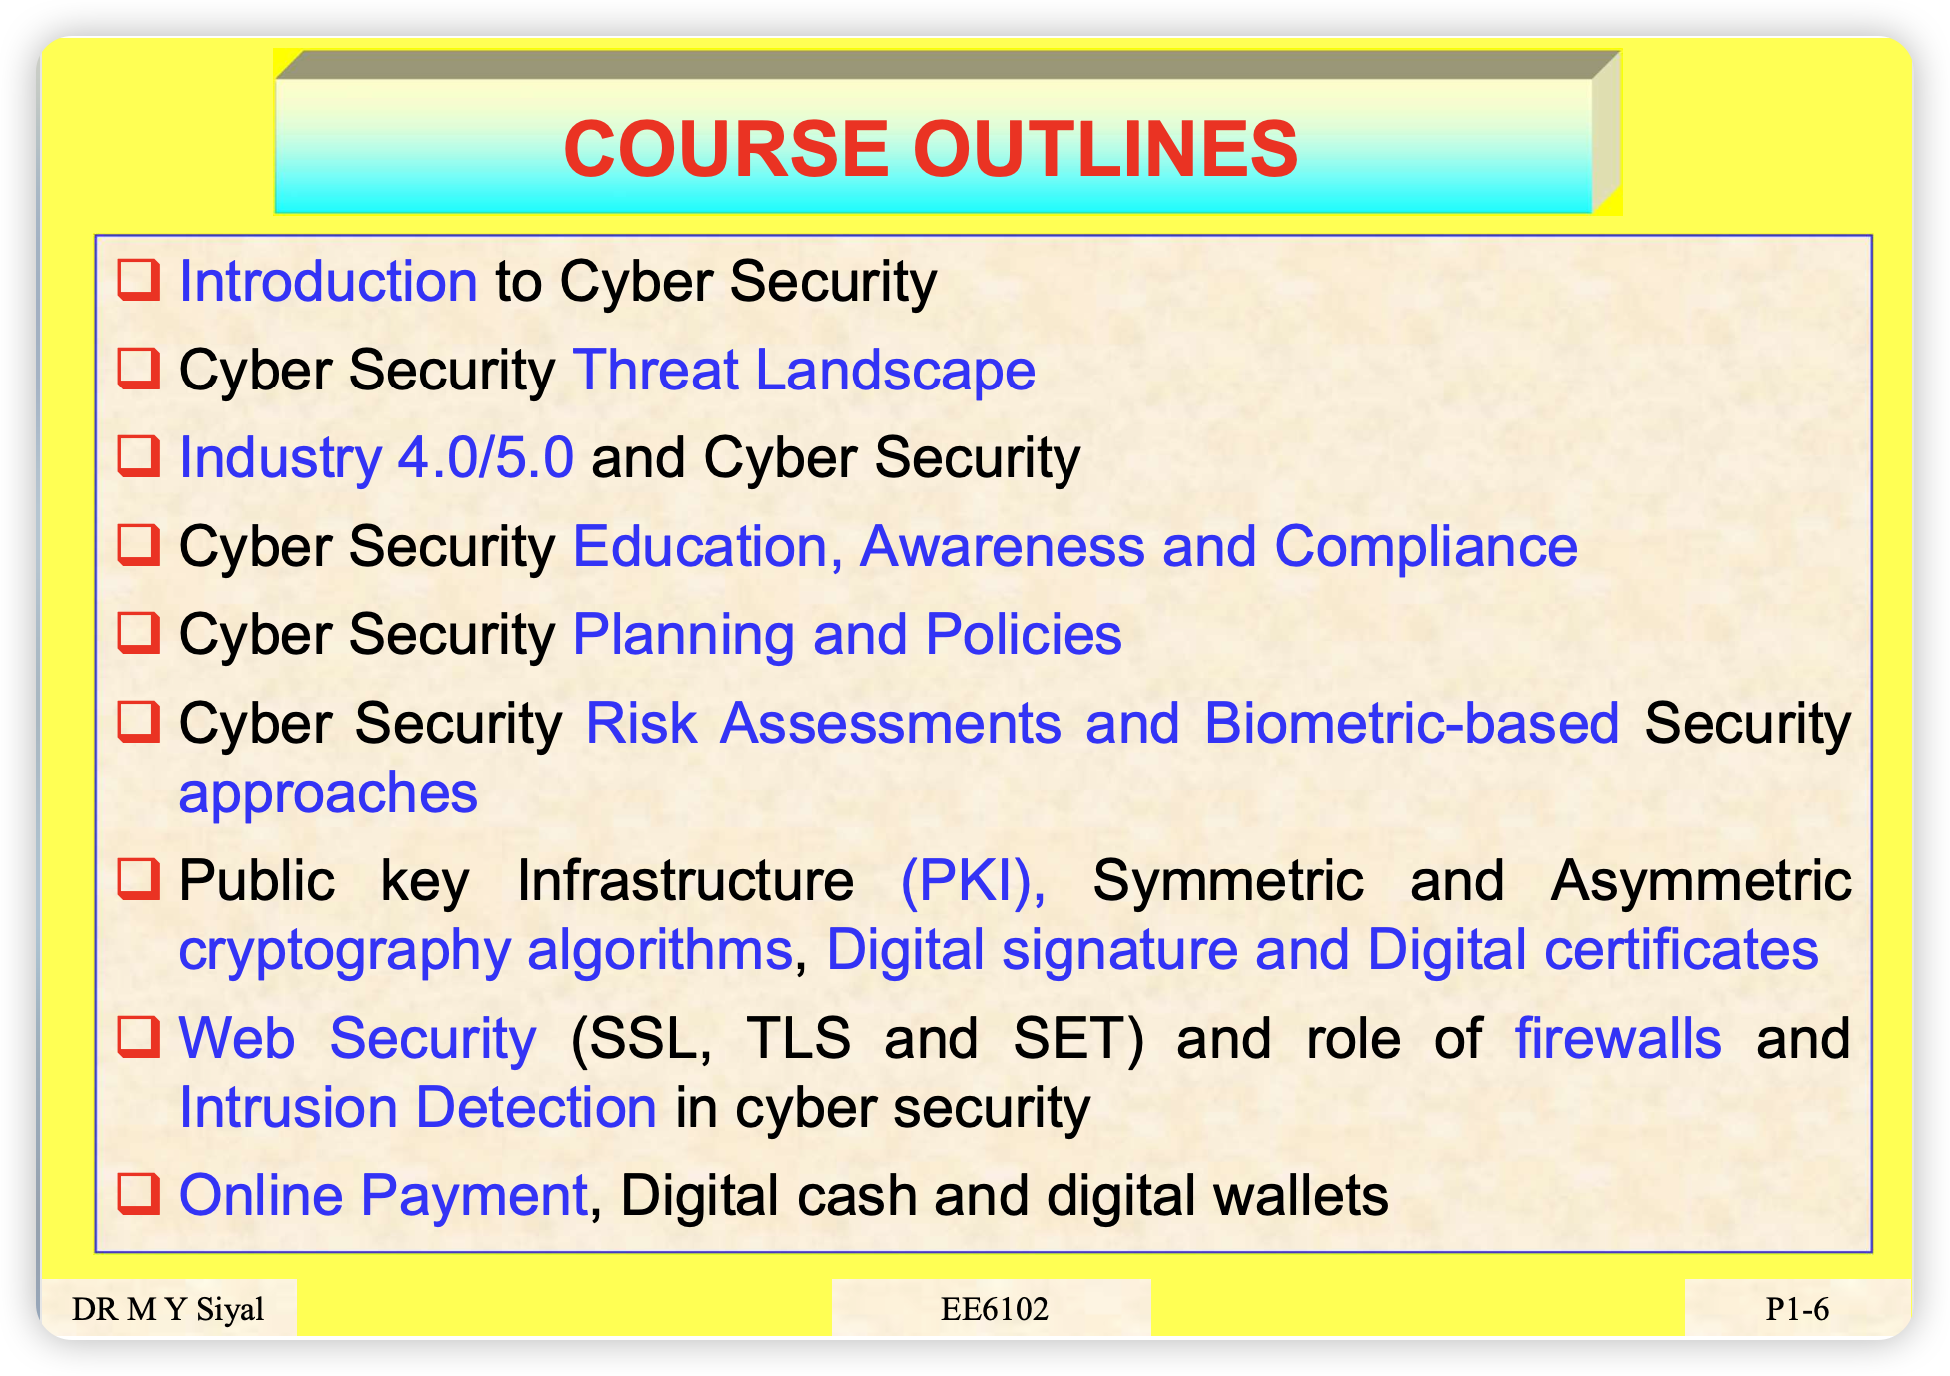 COURSE OUTLINES
Introduction to Cyber Security
Cyber Security Threat Landscape
Industry 4.0/5.0 and Cyber Security
Cyber Security Education, Awareness and Compliance
Cyber Security Planning and Policies
Cyber Security Risk Assessments and Biometric-based Security
approaches
Public key Infrastructure (PKI), Symmetric and Asymmetric
cryptography algorithms, Digital signature and Digital certificates
Web Security (SSL, TLS and SET) and role of firewalls and
Intrusion Detection in cyber security
Online Payment, Digital cash and digital wallets
DR M Y Siyal
EE6102
P1-6